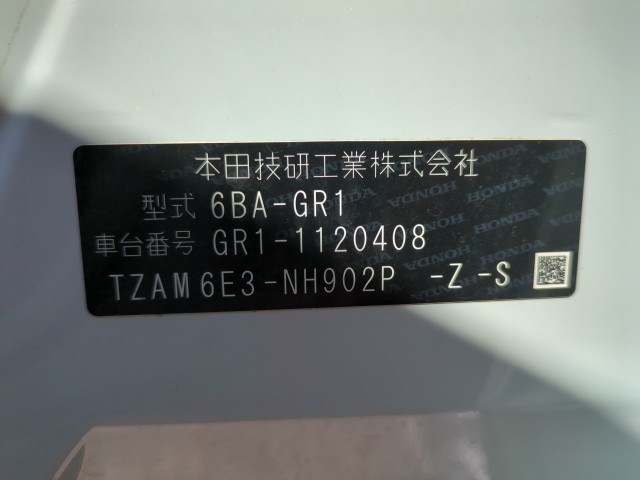 本田技研工業株式会社
型式 6BA-GR1
車台番号 GR1-1120408
TZAM6E3-NH902P -Z-S